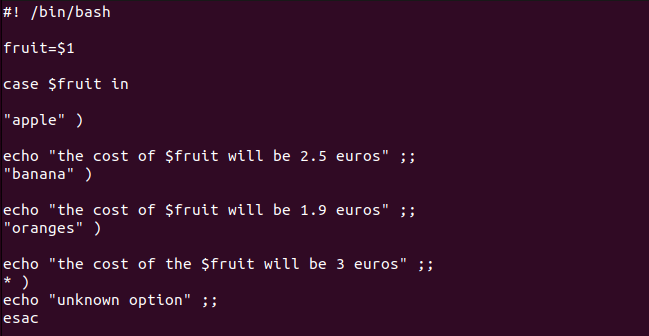 #! /bin/bash
fruit=$1
case $fruit in
"apple" )
echo "the cost of $fruit will be 2.5 euros" ;;
"banana" )
echo "the cost of $fruit will be 1.9 euros" ;;
"oranges" )
echo "the cost of the $fruit will be 3 euros" ;;
* )
echo "unknown option" ;;
esac